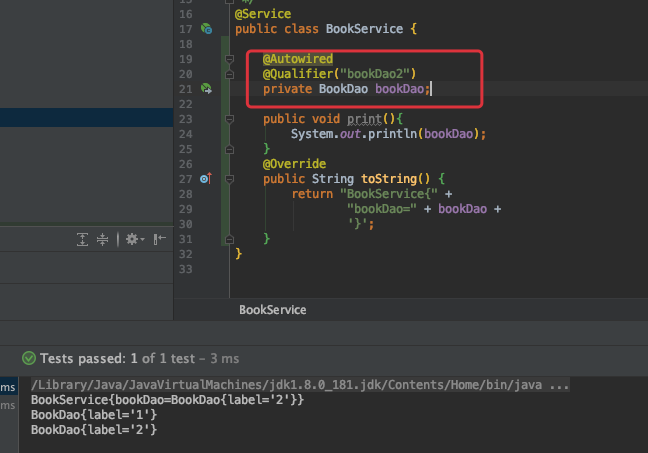 15 */
16 @Service
17 public class BookService {
18
19 @Autowired
20 @Qualifier("bookDao2")
21 private BookDao bookDao;
22
23 public void print(){
24 System.out.println(bookDao);
25 }
26 @Override
27 public String toString() {
28 return "BookService{" +
29 "bookDao=" + bookDao +
30 '}';
31 }
32 }
33
BookService
Tests passed: 1 of 1 test – 3 ms
ms /Library/Java/JavaVirtualMachines/jdk1.8.0_181.jdk/Contents/Home/bin/java ...
ms BookService{bookDao=BookDao{label='2'}}
BookDao{label='1'}
BookDao{label='2'}